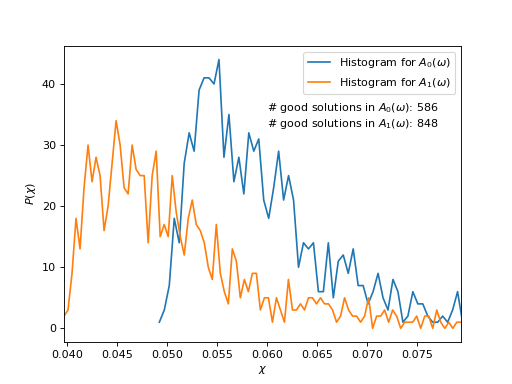 Histogram for A₀(ω)
Histogram for A₁(ω)
# good solutions in A₀(ω): 586
# good solutions in A₁(ω): 848
P(χ)
40
30
20
10
0
0.040 0.045 0.050 0.055 0.060 0.065 0.070 0.075
χ